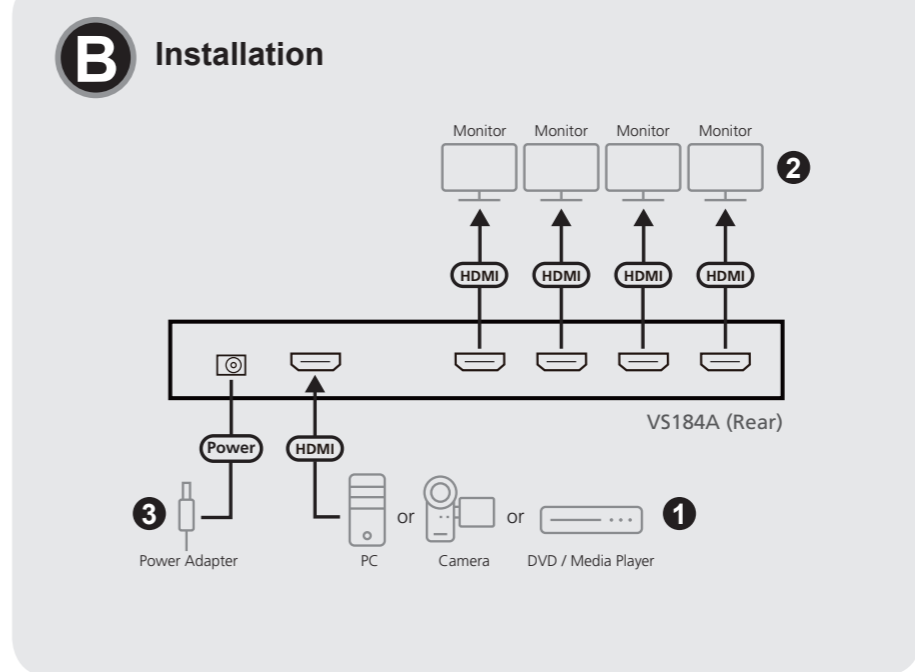 B Installation
Monitor Monitor Monitor Monitor
2
HDMI HDMI HDMI HDMI
VS184A (Rear)
Power HDMI
3 or or 1
Power Adapter PC Camera DVD / Media Player